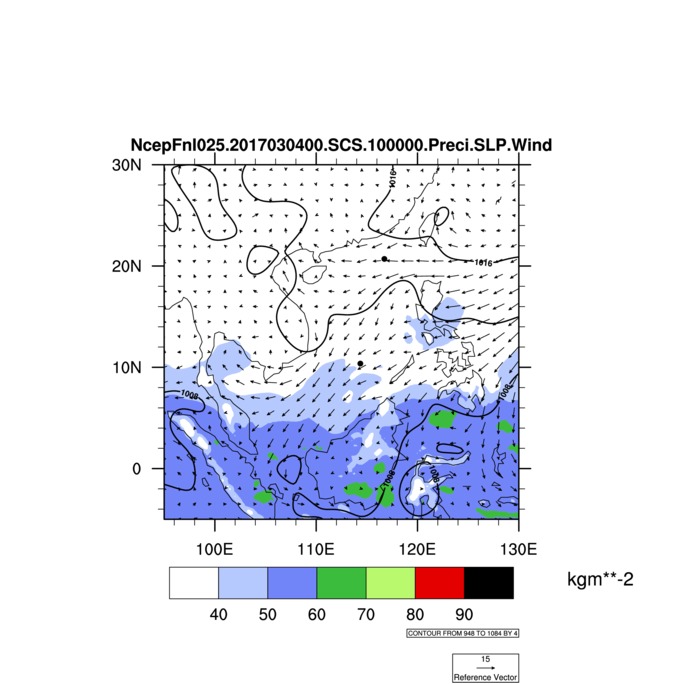 NcepFnl025.2017030400.SCS.100000.Preci.SLP.Wind
30N
1016
20N
1016
10N
1008
1008
0
1008
1008
100E
110E
120E
130E
kgm**-2
40
50
60
70
80
90
CONTOUR FROM 948 TO 1084 BY 4
15
Reference Vector